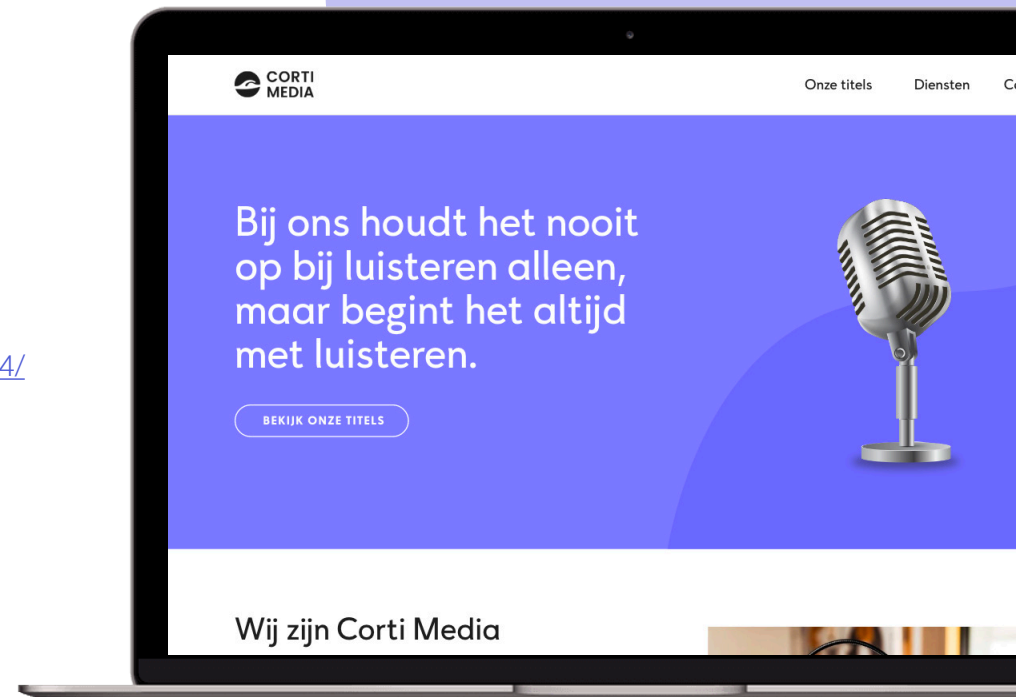 CORTI
MEDIA
Onze titels Diensten
Bij ons houdt het nooit
op bij luisteren alleen,
maar begint het altijd
met luisteren.
4/
BEKIJK ONZE TITELS
Wij zijn Corti Media